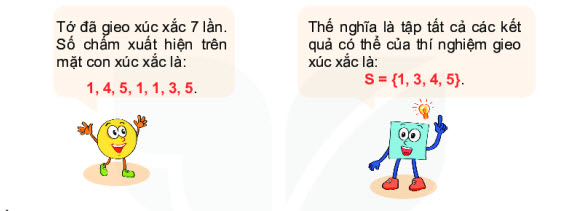 Tớ đã gieo xúc xắc 7 lần.
Số chấm xuất hiện trên
mặt con xúc xắc là:
1, 4, 5, 1, 1, 3, 5.
Thế nghĩa là tập tất cả các kết
quả có thể của thí nghiệm gieo
xúc xắc là:
S = {1, 3, 4, 5}.